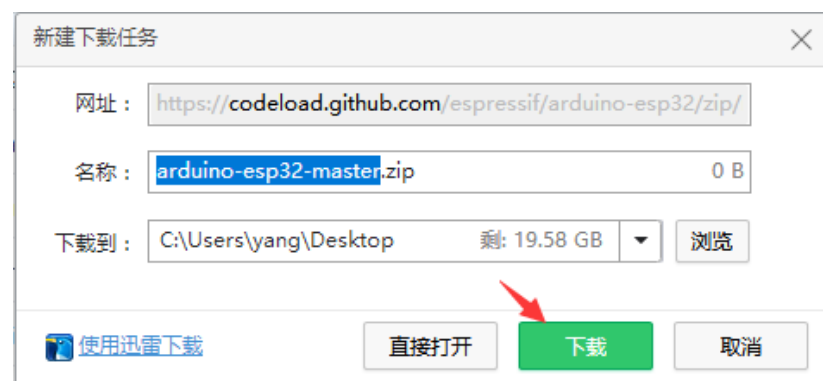 新建下载任务
网址： https://codeload.github.com/espressif/arduino-esp32/zip/
名称： arduino-esp32-master.zip 0 B
下载到： C:\Users\yang\Desktop 剩: 19.58 GB 浏览
使用迅雷下载 直接打开 下载 取消